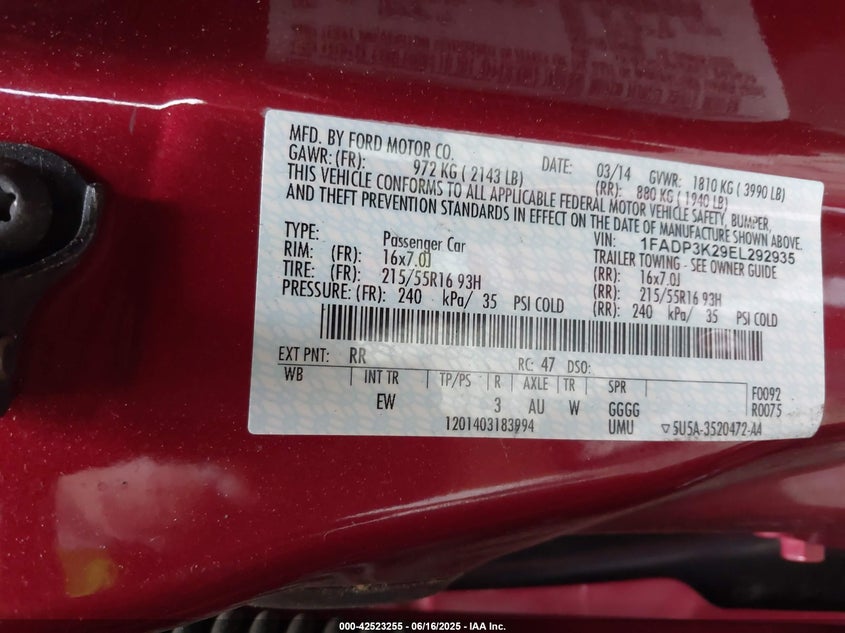 MFD. BY FORD MOTOR CO.
DATE: 03/14 GVWR: 1810 KG ( 3990 LB)
GAWR: (FR): 972 KG ( 2143 LB) (RR): 880 KG ( 1940 LB)
THIS VEHICLE CONFORMS TO ALL APPLICABLE FEDERAL MOTOR VEHICLE SAFETY, BUMPER,
AND THEFT PREVENTION STANDARDS IN EFFECT ON THE DATE OF MANUFACTURE SHOWN ABOVE.
VIN: 1FADP3K29EL292935
TYPE: Passenger Car TRAILER TOWING - SEE OWNER GUIDE
RIM: (FR): 16x7.0J (RR): 16x7.0J
TIRE: (FR): 215/55R16 93H (RR): 215/55R16 93H
PRESSURE: (FR): 240 kPa/ 35 PSI COLD (RR): 240 kPa/ 35 PSI COLD
EXT PNT: RR RC: 47 DSO:
WB INT TR TP/PS R AXLE TR SPR F0092
EW 3 AU W GGGG R0075
1201403183994 UMU ▽5U5A-3520472-AA
000-42523255 - 06/16/2025 - IAA Inc.